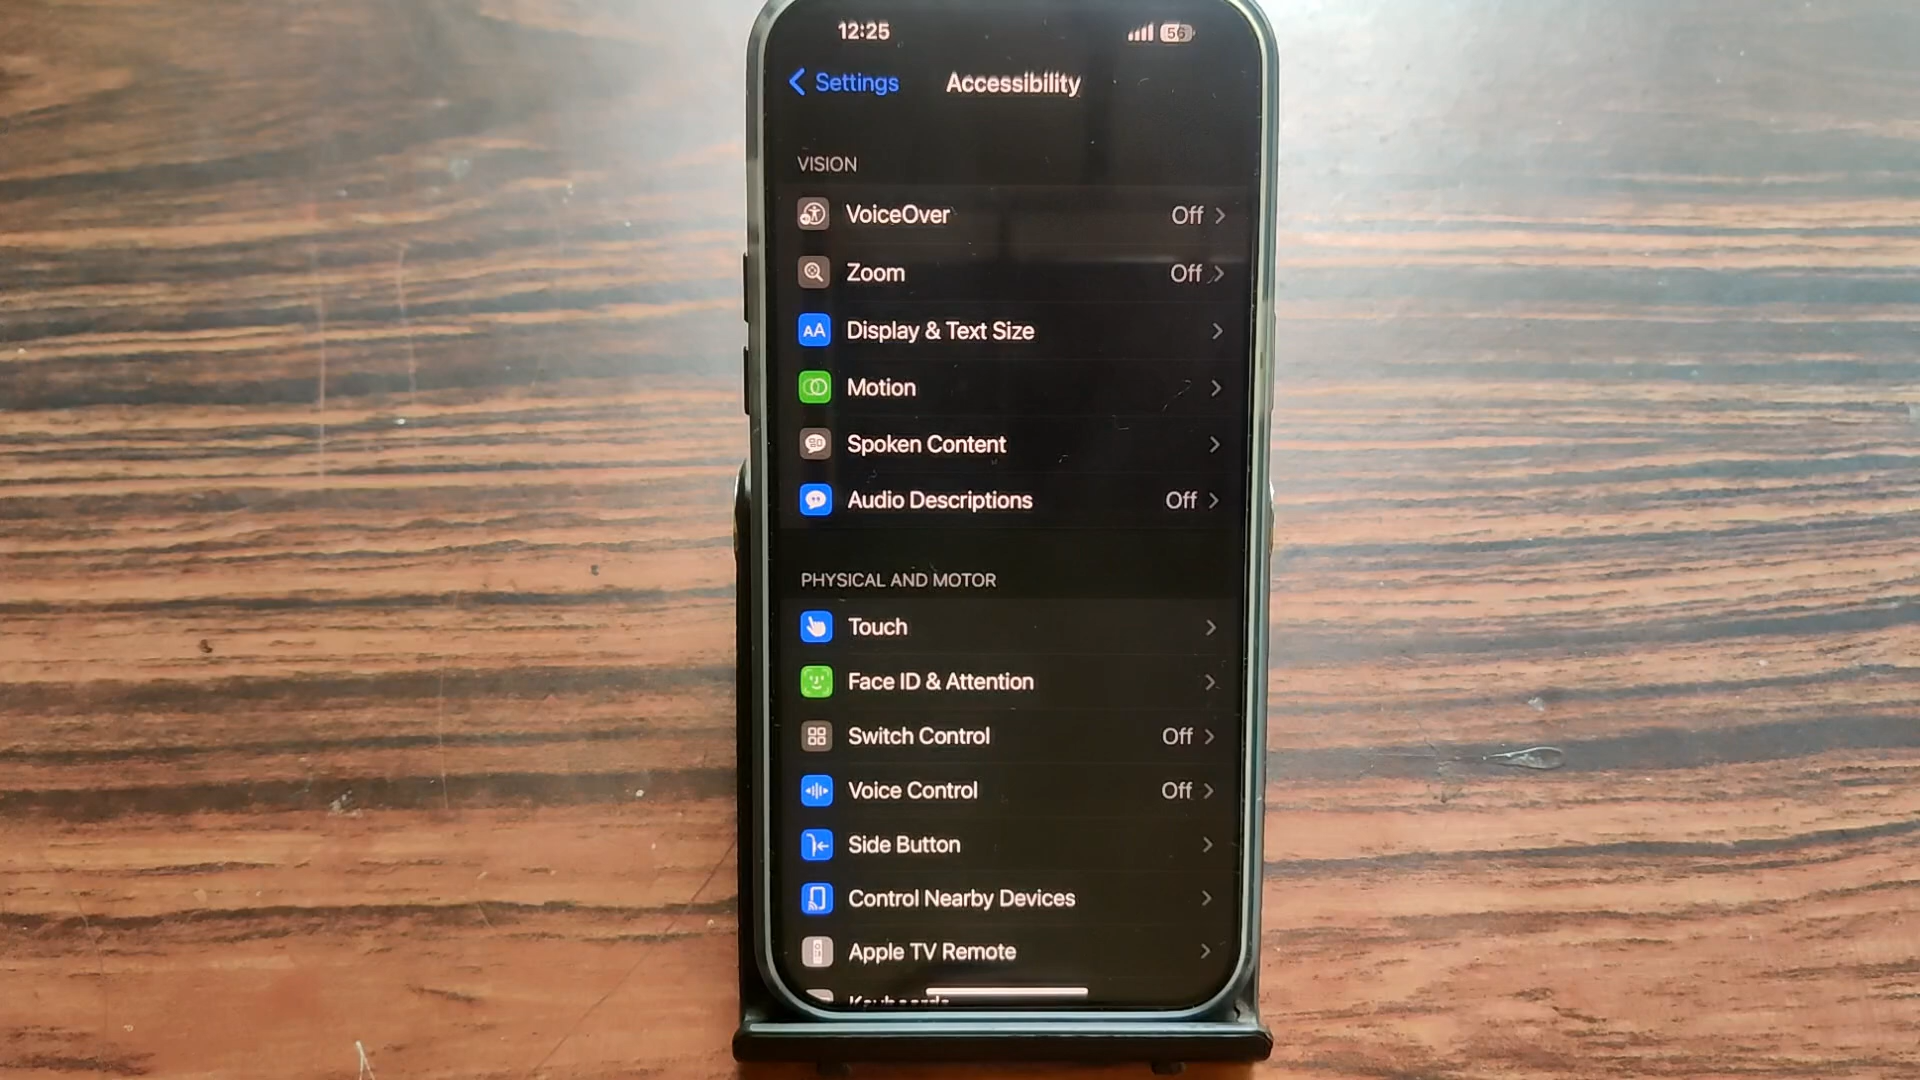 12:25
56
Settings
Accessibility
VISION
VoiceOver Off
Zoom Off
AA Display & Text Size
Motion
Spoken Content
Audio Descriptions Off
PHYSICAL AND MOTOR
Touch
Face ID & Attention
Switch Control Off
Voice Control Off
Side Button
Control Nearby Devices
Apple TV Remote
Keyboards